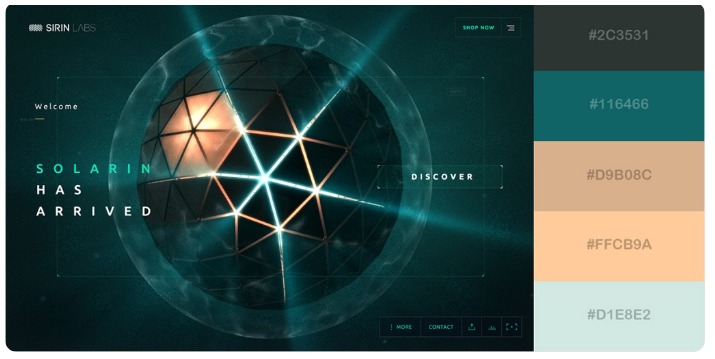 SIRIN LABS
SHOP NOW
Welcome
SOLARIN
HAS
ARRIVED
DISCOVER
MORE
CONTACT
#2C3531
#116466
#D9B08C
#FFCB9A
#D1E8E2